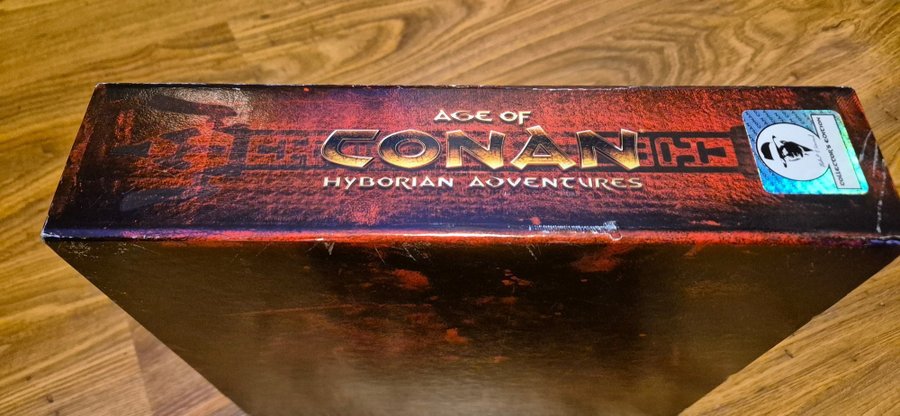 AGE OF
CONAN
HYBORIAN ADVENTURES
COLLECTOR'S EDITION